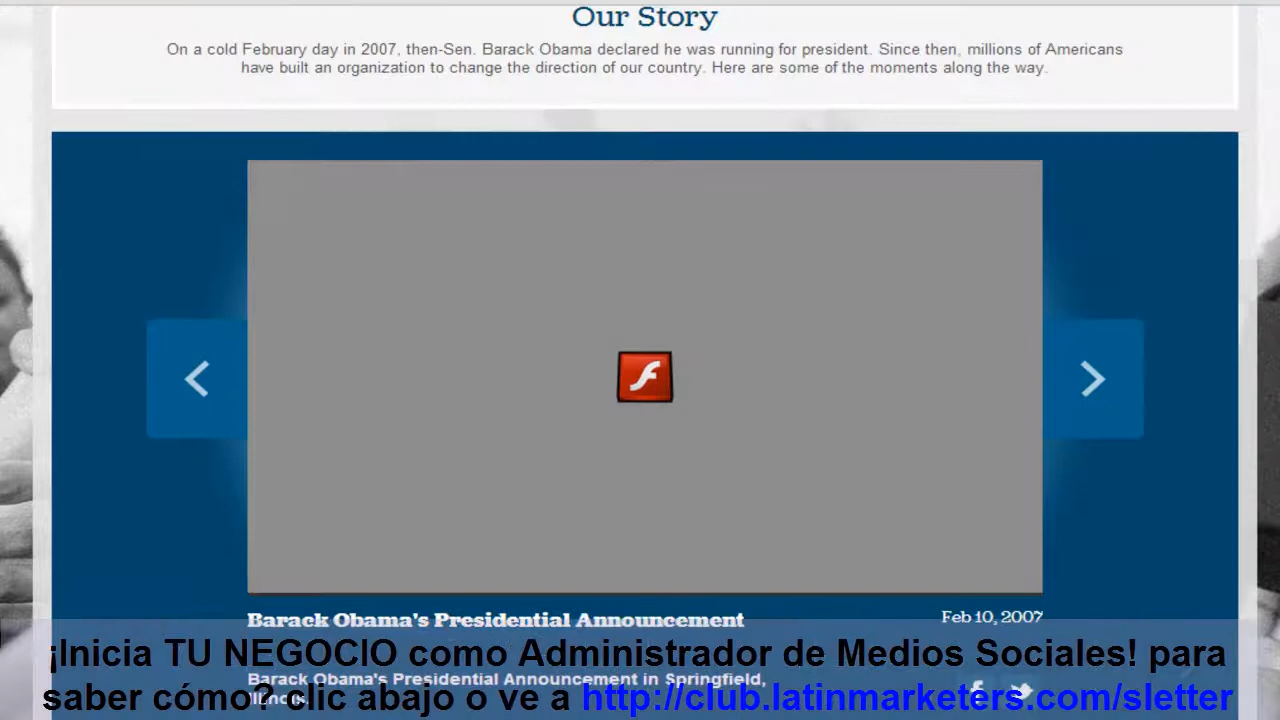 Our Story
On a cold February day in 2007, then-Sen. Barack Obama declared he was running for president. Since then, millions of Americans
have built an organization to change the direction of our country. Here are some of the moments along the way.
Barack Obama's Presidential Announcement
Feb 10, 2007
¡Inicia TU NEGOCIO como Administrador de Medios Sociales! para
Barack Obama's Presidential Announcement in Springfield,
Illinois.
saber cómo? clic abajo o ve a http://club.latinmarketers.com/sletter